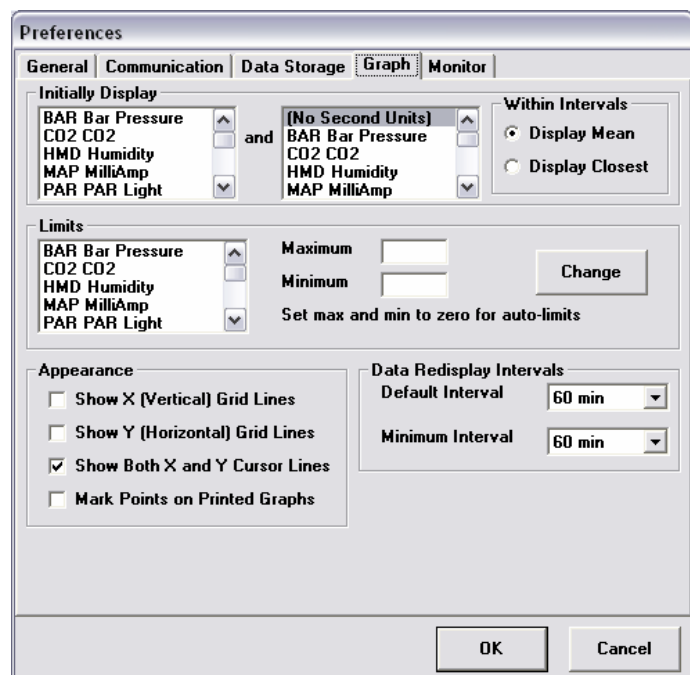 Preferences
General Communication Data Storage Graph Monitor
Initially Display
BAR Bar Pressure
CO2 CO2
HMD Humidity
MAP MilliAmp
PAR PAR Light
and
(No Second Units)
BAR Bar Pressure
CO2 CO2
HMD Humidity
MAP MilliAmp
Within Intervals
Display Mean
Display Closest
Limits
BAR Bar Pressure
CO2 CO2
HMD Humidity
MAP MilliAmp
PAR PAR Light
Maximum
Minimum
Change
Set max and min to zero for auto-limits
Appearance
Show X (Vertical) Grid Lines
Show Y (Horizontal) Grid Lines
Show Both X and Y Cursor Lines
Mark Points on Printed Graphs
Data Redisplay Intervals
Default Interval 60 min
Minimum Interval 60 min
OK Cancel